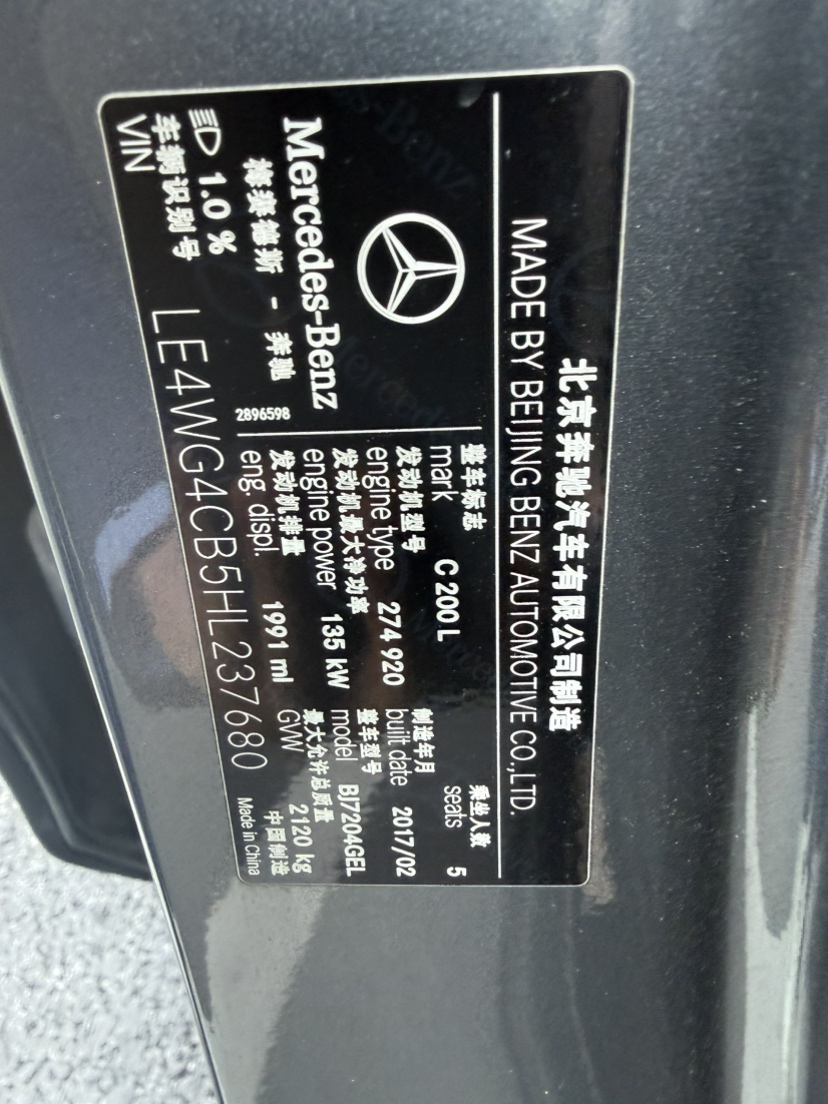 北京奔驰汽车有限公司制造
MADE BY BEIJING BENZ AUTOMOTIVE CO.,LTD.
Mercedes-Benz
梅赛德斯 - 奔驰
2896598
整车标志
mark C 200 L
乘坐人数
seats 5
发动机型号
engine type 274 920
制造年月
built date 2017/02
发动机最大净功率
engine power 135 kW
整车型号
model BJ7204GEL
发动机排量
eng. displ. 1991 ml
最大允许总质量
GVW 2120 kg
1.0 %
车辆识别号
VIN LE4WG4CB5HL237680
中国制造
Made in China